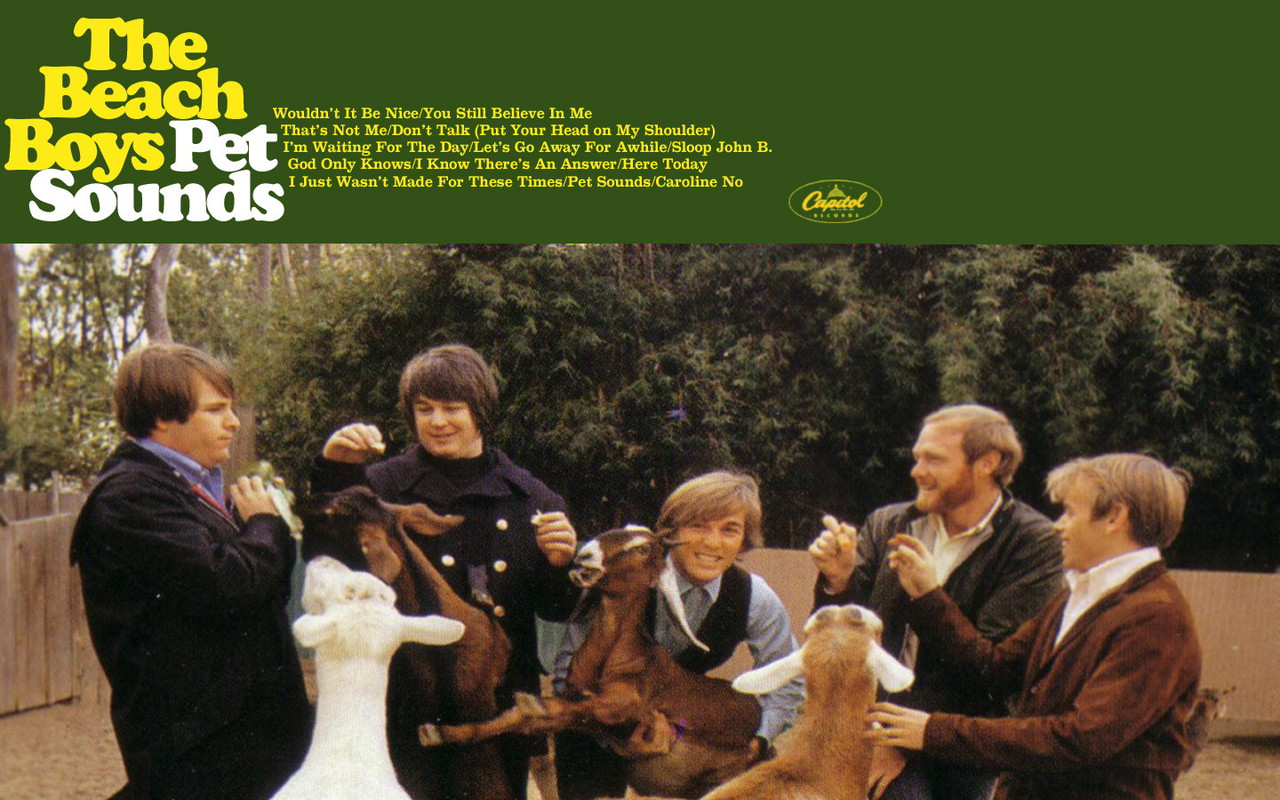 The
Beach
Boys Pet
Sounds
Wouldn't It Be Nice/You Still Believe In Me
That's Not Me/Don't Talk (Put Your Head on My Shoulder)
I'm Waiting For The Day/Let's Go Away For Awhile/Sloop John B.
God Only Knows/I Know There's An Answer/Here Today
I Just Wasn't Made For These Times/Pet Sounds/Caroline No
Capitol
RECORDS